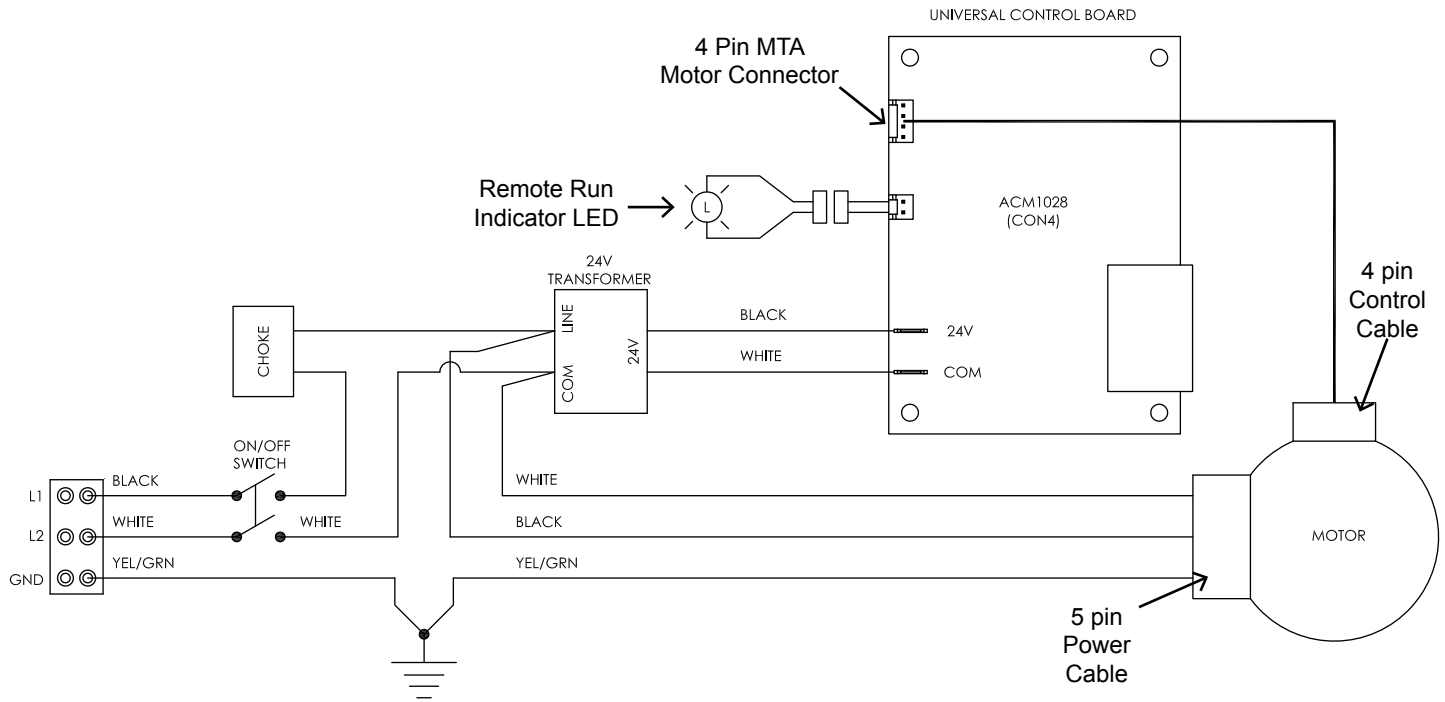 UNIVERSAL CONTROL BOARD
4 Pin MTA
Motor Connector
Remote Run
Indicator LED
L
ACM1028
(CON4)
24V
TRANSFORMER
LINE
COM
24V
CHOKE
BLACK
24V
WHITE
COM
4 pin
Control
Cable
ON/OFF
SWITCH
L1
BLACK
WHITE
L2
WHITE
WHITE
BLACK
MOTOR
GND
YEL/GRN
YEL/GRN
5 pin
Power
Cable